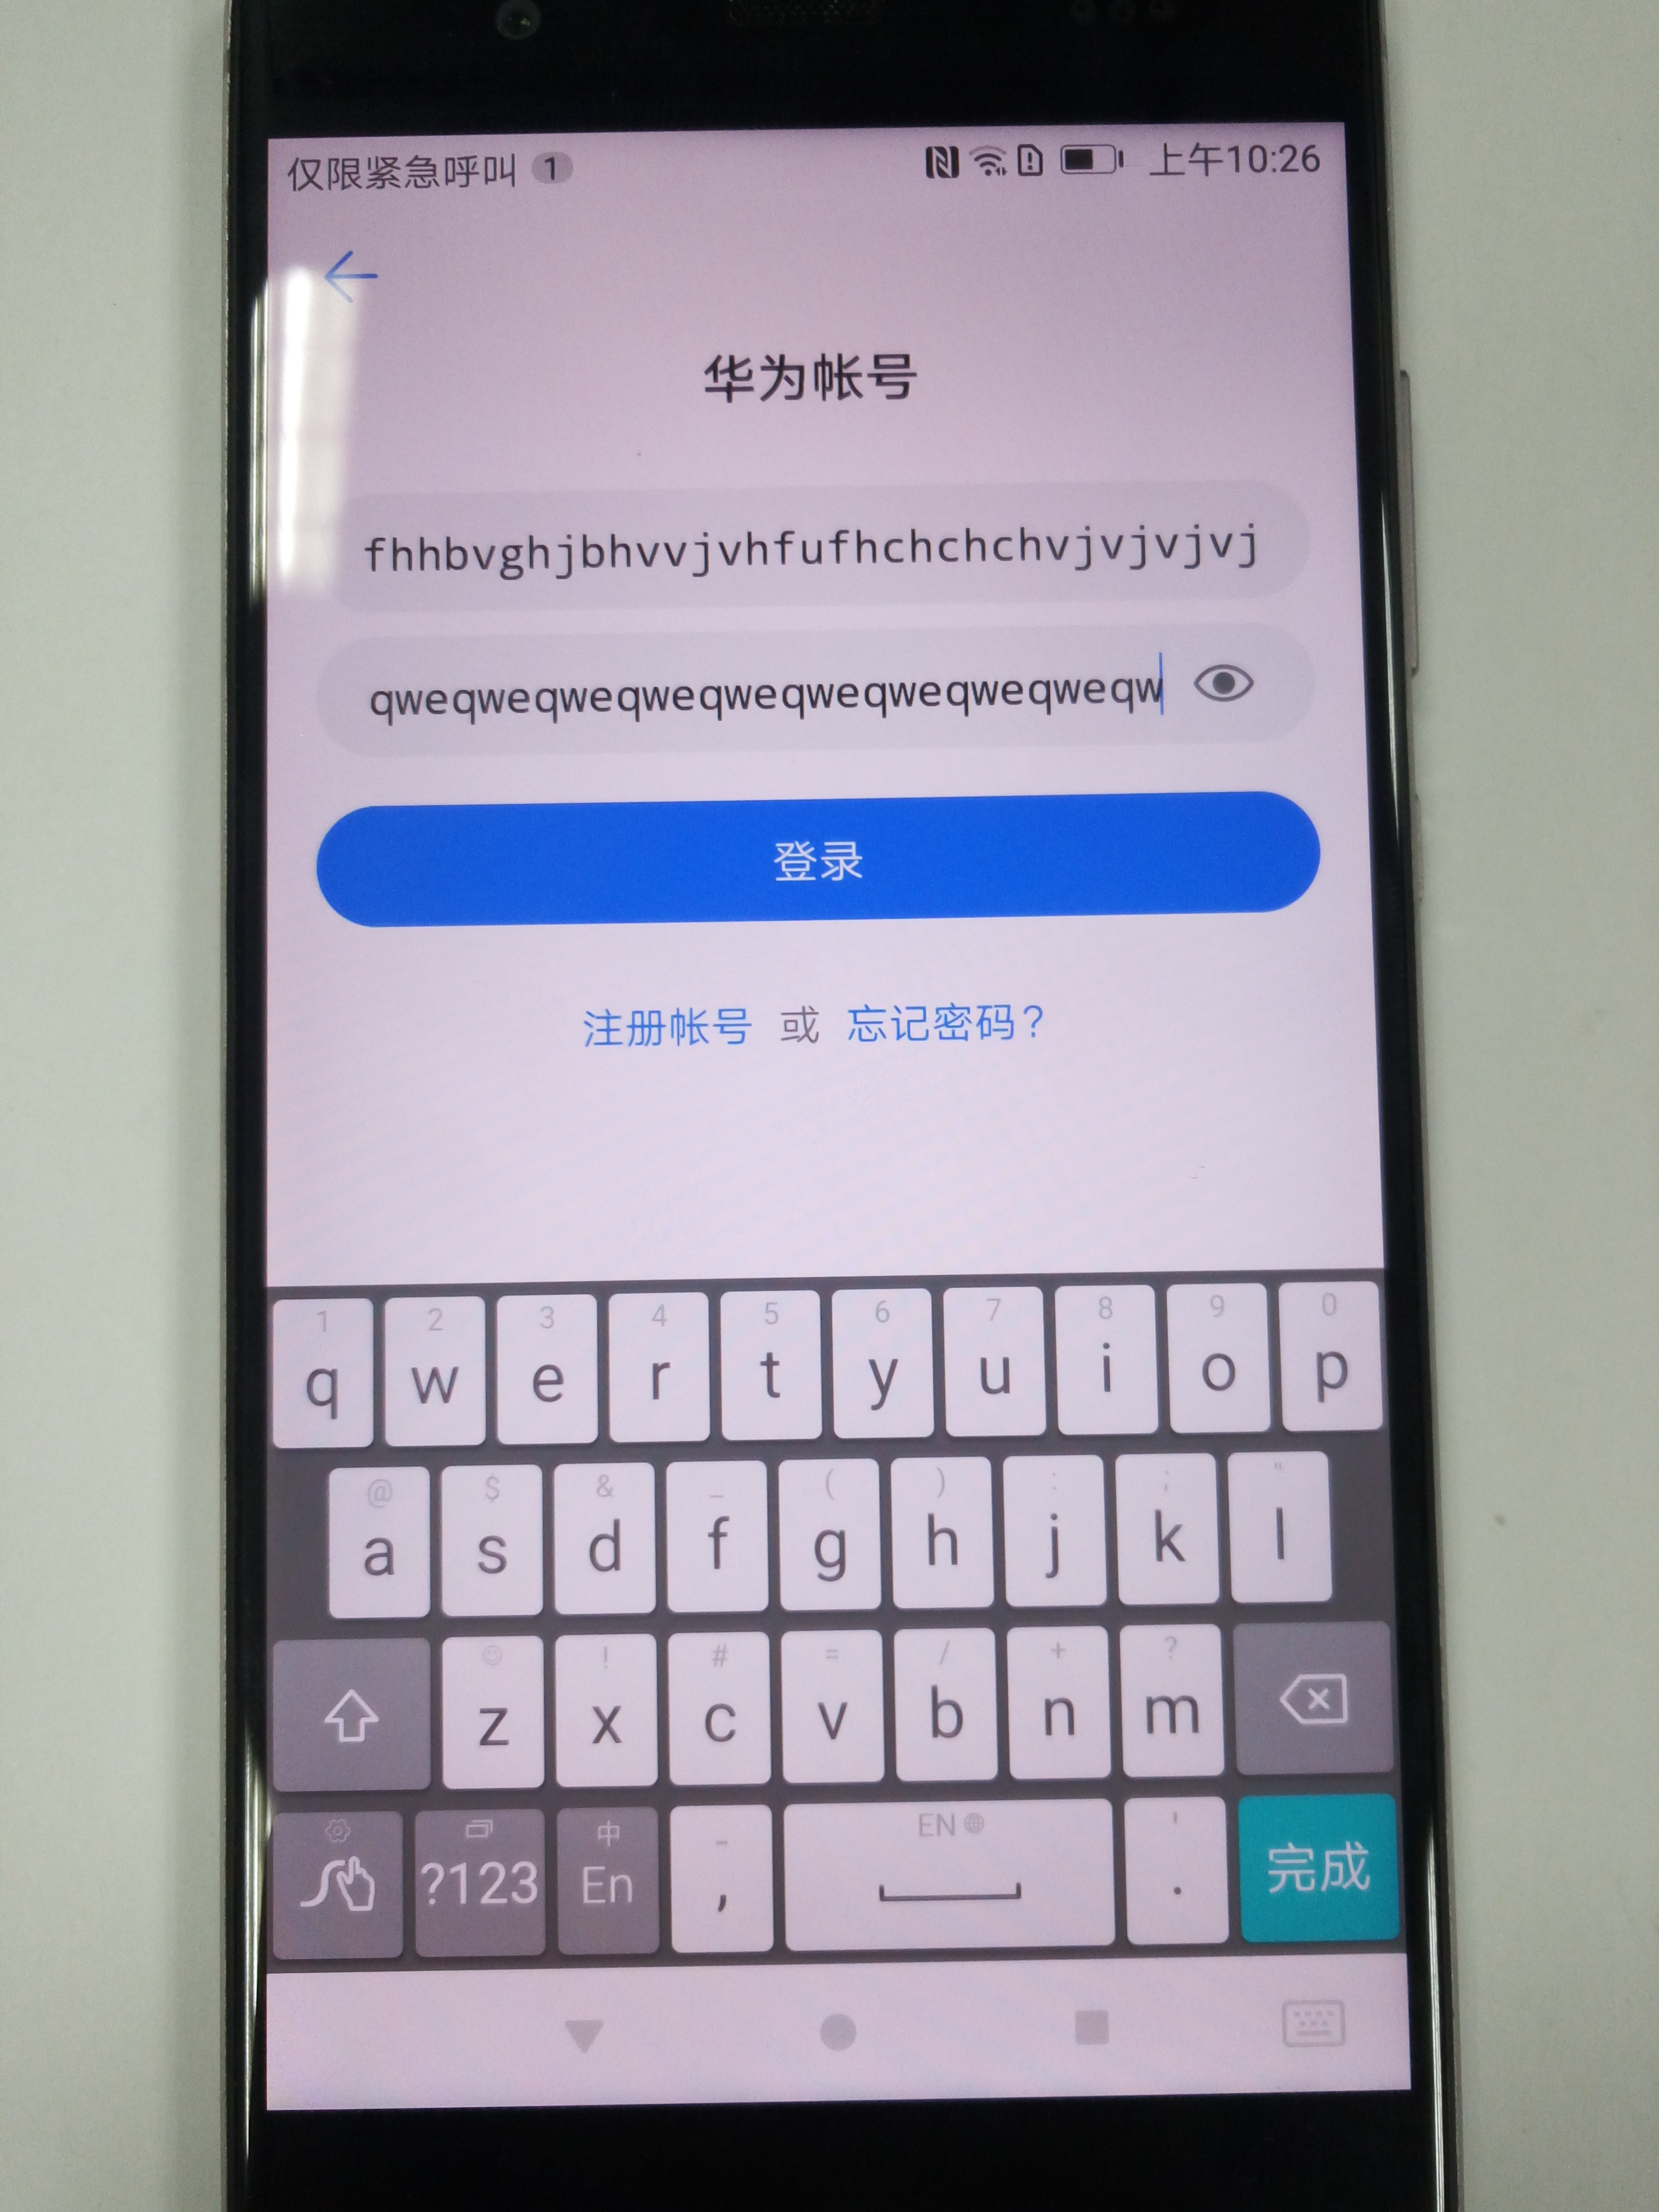 仅限紧急呼叫 1 上午10:26
华为帐号
fhhbvghjbhvvjvhfufhchchchvjvjvjvj
qweqweqweqweqweqweqweqweqweqw
登录
注册帐号 或 忘记密码?
1 2 3 4 5 6 7 8 9 0
q w e r t y u i o p
@ $ & _ ( ) : ; "
a s d f g h j k l
! # = / + ?
z x c v b n m
中 - EN '
?123 En , . 完成